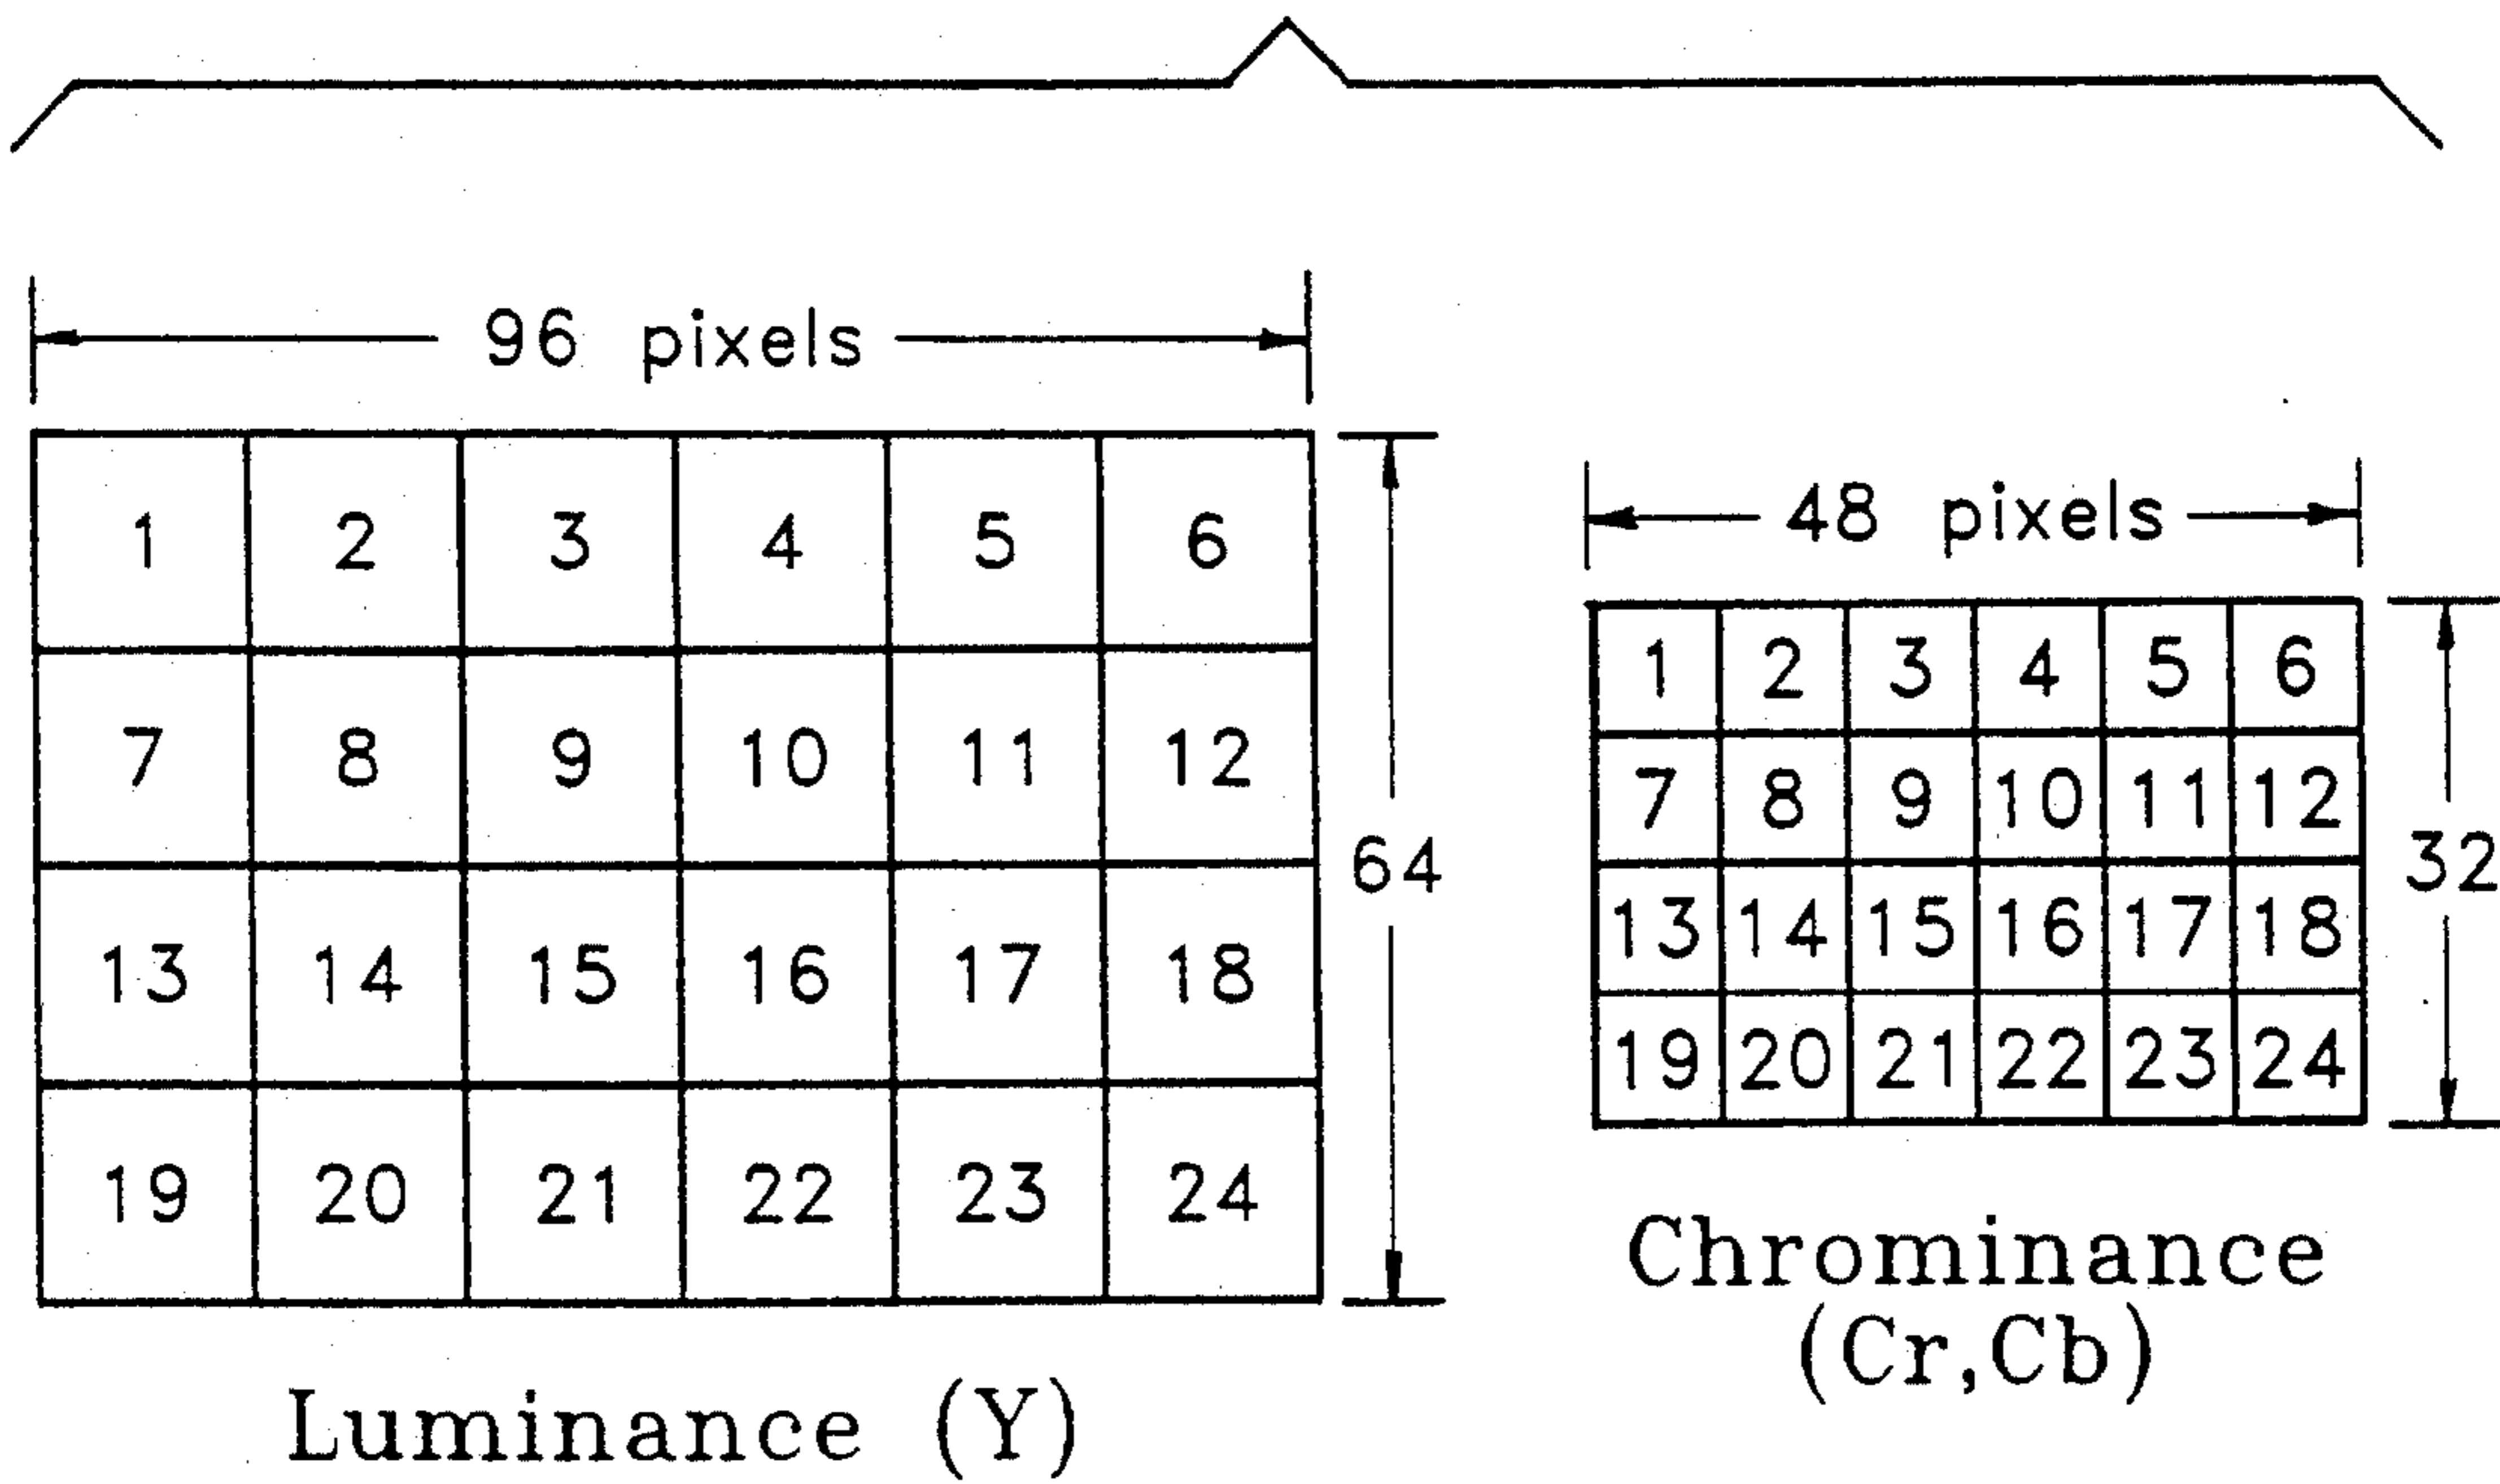 96 pixels
1 2 3 4 5 6
7 8 9 10 11 12
13 14 15 16 17 18
19 20 21 22 23 24
64
Luminance (Y)
48 pixels
1 2 3 4 5 6
7 8 9 10 11 12
13 14 15 16 17 18
19 20 21 22 23 24
32
Chrominance
(Cr,Cb)